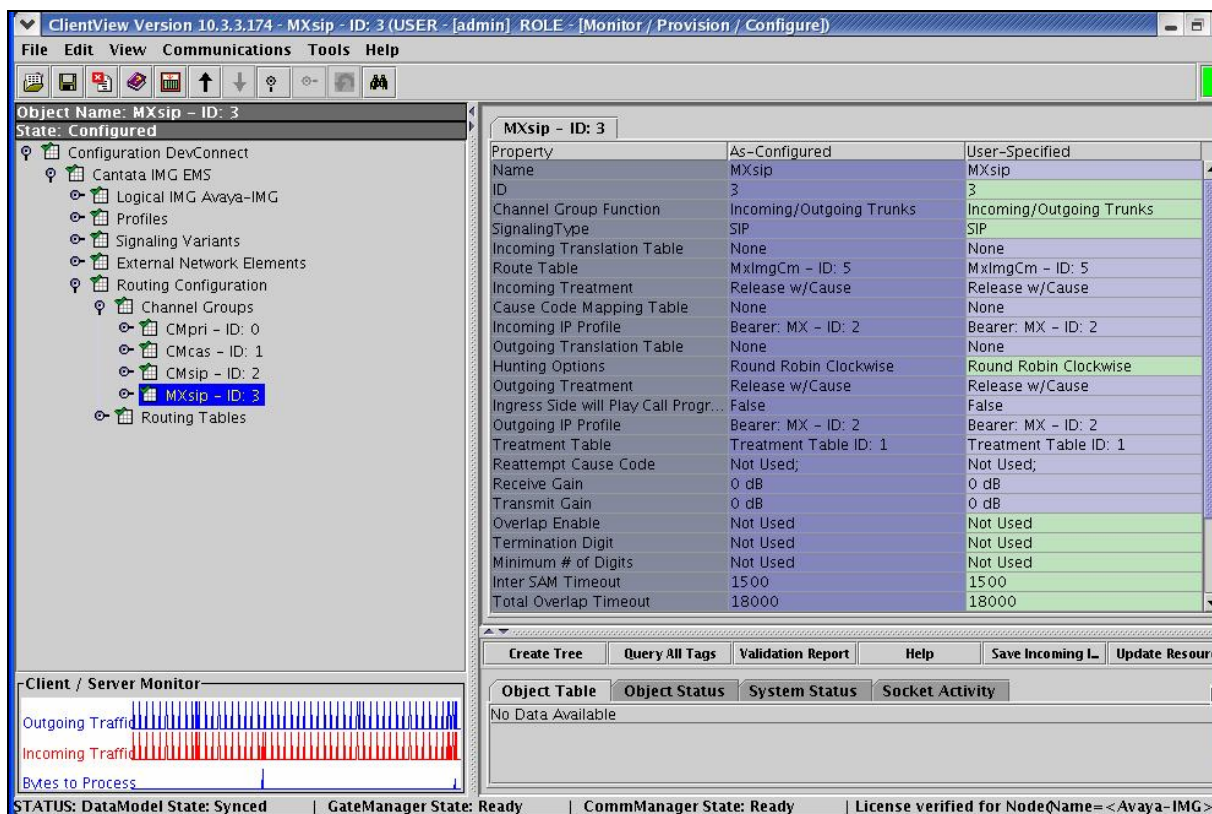 ClientView Version 10.3.3.174 - MXsip - ID: 3 (USER - [admin] ROLE - [Monitor / Provision / Configure])
File Edit View Communications Tools Help
Object Name: MXsip - ID: 3
State: Configured
Configuration DevConnect
Cantata IMG EMS
Logical IMG Avaya-IMG
Profiles
Signaling Variants
External Network Elements
Routing Configuration
Channel Groups
CMpri - ID: 0
CMcas - ID: 1
CMsip - ID: 2
MXsip - ID: 3
Routing Tables
Client / Server Monitor
Outgoing Traffic
Incoming Traffic
Bytes to Process
MXsip - ID: 3
Property As-Configured User-Specified
Name MXsip MXsip
ID 3 3
Channel Group Function Incoming/Outgoing Trunks Incoming/Outgoing Trunks
SignalingType SIP SIP
Incoming Translation Table None None
Route Table MxImgCm - ID: 5 MxImgCm - ID: 5
Incoming Treatment Release w/Cause Release w/Cause
Cause Code Mapping Table None None
Incoming IP Profile Bearer: MX - ID: 2 Bearer: MX - ID: 2
Outgoing Translation Table None None
Hunting Options Round Robin Clockwise Round Robin Clockwise
Outgoing Treatment Release w/Cause Release w/Cause
Ingress Side will Play Call Progr... False False
Outgoing IP Profile Bearer: MX - ID: 2 Bearer: MX - ID: 2
Treatment Table Treatment Table ID: 1 Treatment Table ID: 1
Reattempt Cause Code Not Used; Not Used;
Receive Gain 0 dB 0 dB
Transmit Gain 0 dB 0 dB
Overlap Enable Not Used Not Used
Termination Digit Not Used Not Used
Minimum # of Digits Not Used Not Used
Inter SAM Timeout 1500 1500
Total Overlap Timeout 18000 18000
Create Tree Query All Tags Validation Report Help Save Incoming I... Update Resour
Object Table Object Status System Status Socket Activity
No Data Available
STATUS: DataModel State: Synced | GateManager State: Ready | CommManager State: Ready | License verified for Node(Name=<Avaya-IMG>